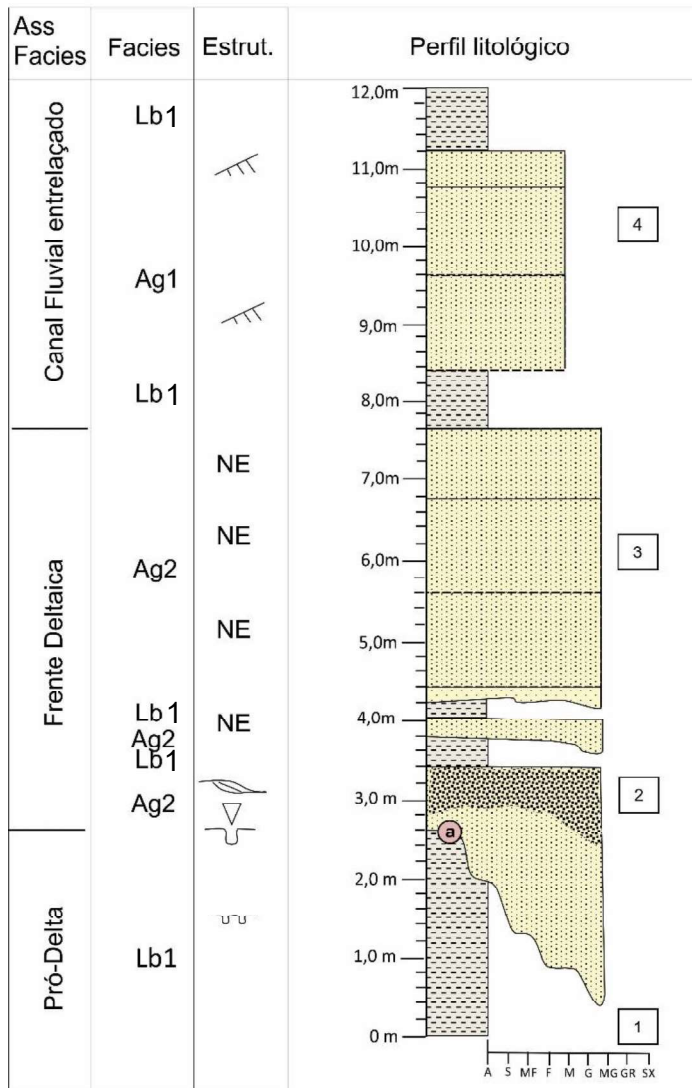 Ass
Facies
Facies
Estrut.
Perfil litológico
Canal Fluvial entrelaçado
Frente Deltaica
Pró-Delta
Lb1
Ag1
Lb1
Ag2
Lb1
Ag2
Lb1
Ag2
Lb1
NE
NE
NE
NE
12,0m
11,0m
10,0m
9,0m
8,0m
7,0m
6,0m
5,0m
4,0m
3,0 m
2,0 m
1,0 m
0 m
a
4
3
2
1
A S MF F M G MG GR SX